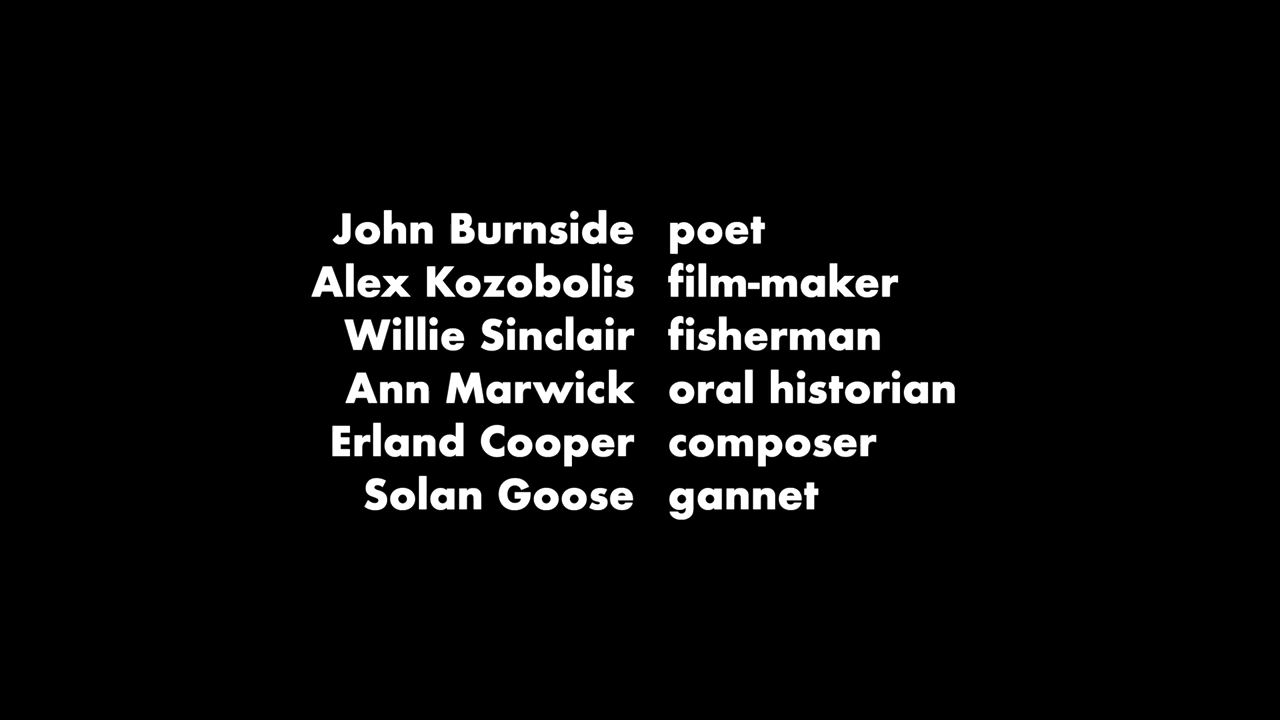 John Burnside poet
Alex Kozobolis film-maker
Willie Sinclair fisherman
Ann Marwick oral historian
Erland Cooper composer
Solan Goose gannet